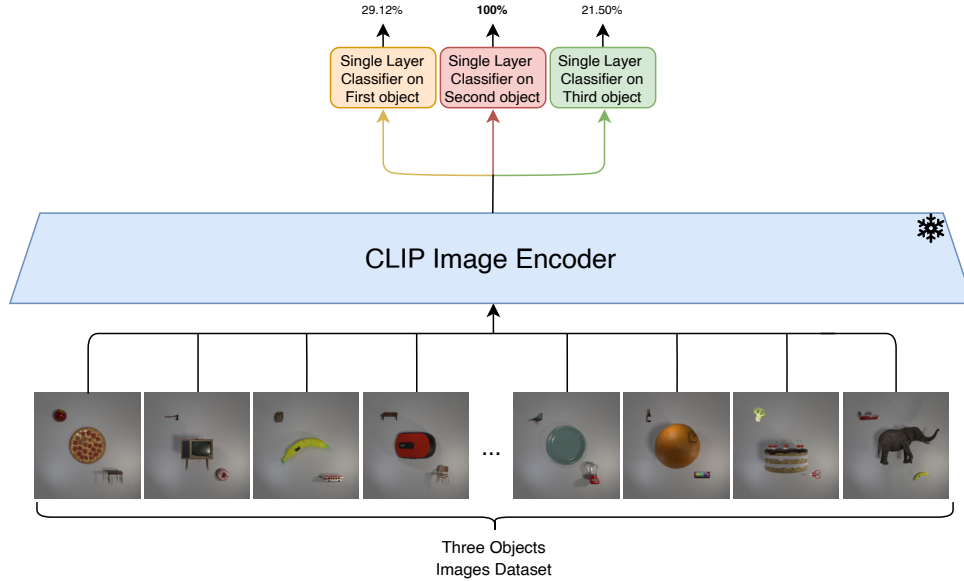 29.12%
100%
21.50%
Single Layer
Classifier on
First object
Single Layer
Classifier on
Second object
Single Layer
Classifier on
Third object
CLIP Image Encoder
...
Three Objects
Images Dataset